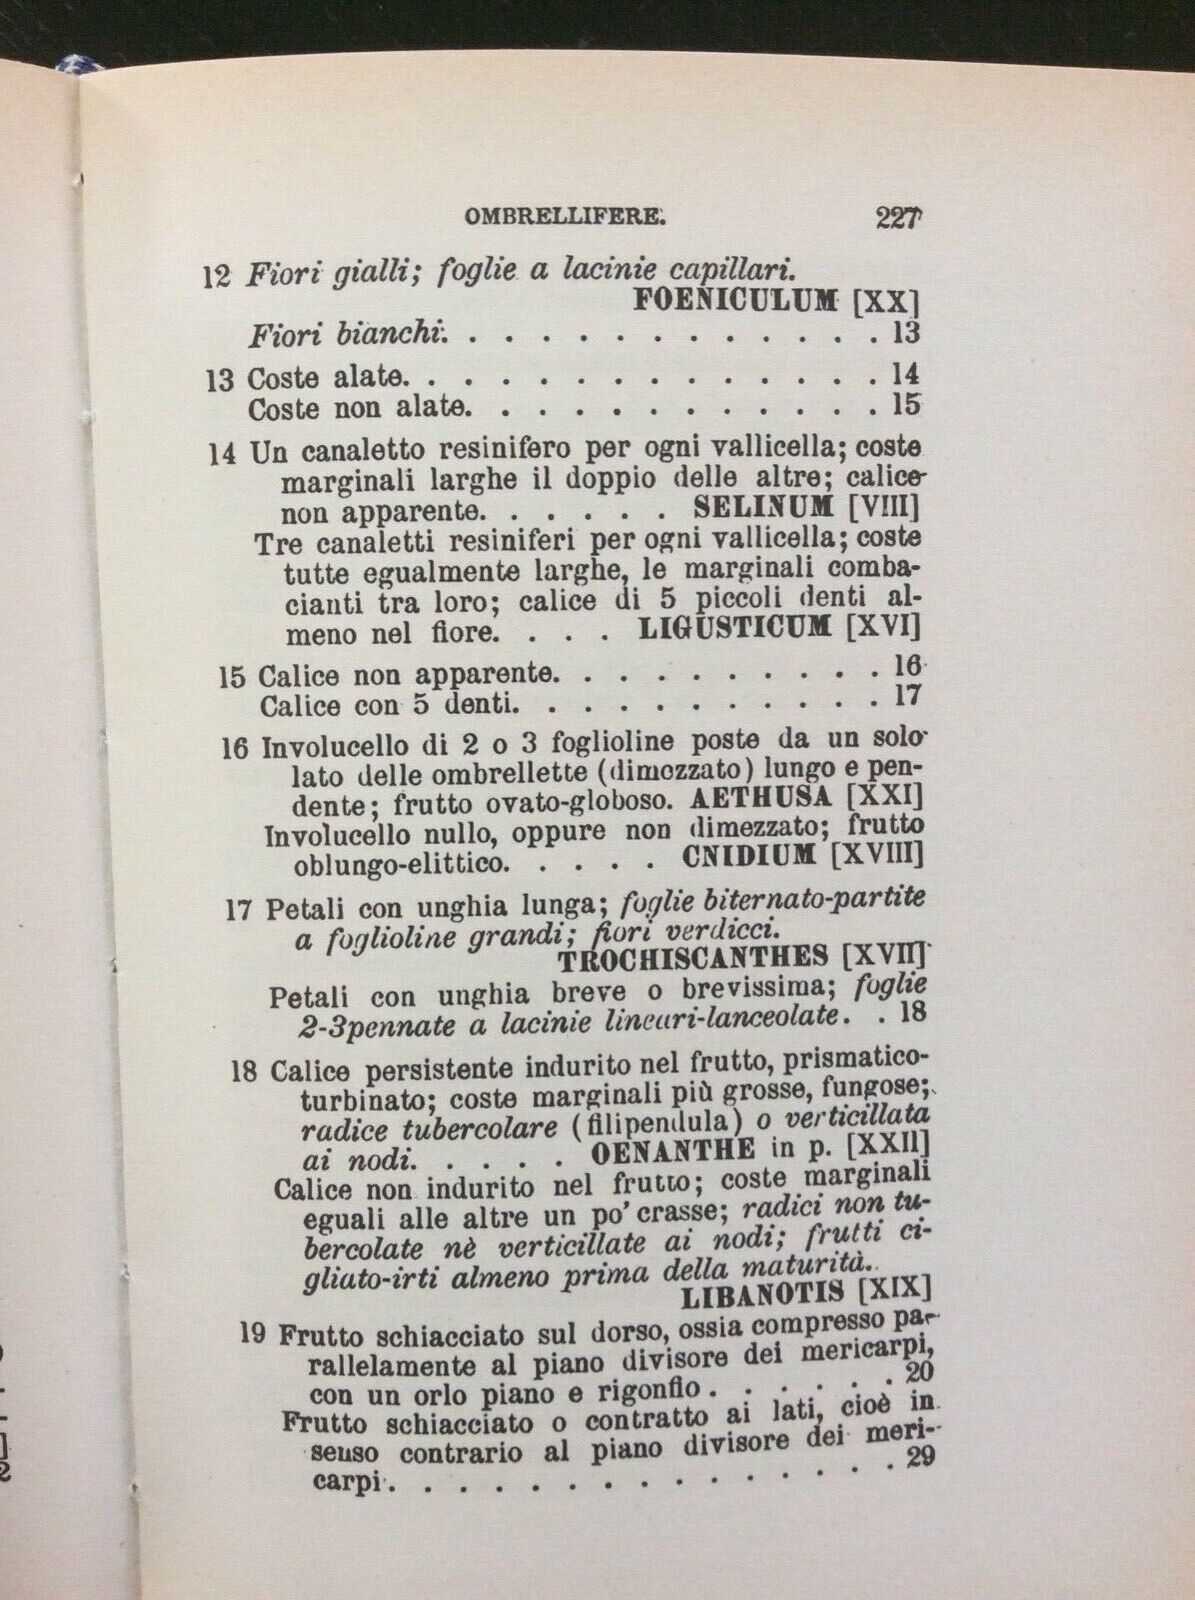 OMBRELLIFERE. 227
12 Fiori gialli; foglie a lacinie capillari.
FOENICULUM [XX]
Fiori bianchi. . . . . . . . . . . . . 13
13 Coste alate. . . . . . . . . . . . . . 14
Coste non alate. . . . . . . . . . . . 15
14 Un canaletto resinifero per ogni vallicella; coste
marginali larghe il doppio delle altre; calice
non apparente. . . . . . . SELINUM [VIII]
Tre canaletti resiniferi per ogni vallicella; coste
tutte egualmente larghe, le marginali comba-
cianti tra loro; calice di 5 piccoli denti al-
meno nel fiore. . . . . LIGUSTICUM [XVI]
15 Calice non apparente. . . . . . . . . . 16
Calice con 5 denti. . . . . . . . . . . 17
16 Involucello di 2 o 3 foglioline poste da un solo
lato delle ombrellette (dimezzato) lungo e pen-
dente; frutto ovato-globoso. AETHUSA [XXI]
Involucello nullo, oppure non dimezzato; frutto
oblungo-elittico. . . . . CNIDIUM [XVIII]
17 Petali con unghia lunga; foglie biternato-partite
a foglioline grandi; fiori verdicci.
TROCHISCANTHES [XVII]
Petali con unghia breve o brevissima; foglie
2-3pennate a lacinie lineari-lanceolate. . 18
18 Calice persistente indurito nel frutto, prismatico-
turbinato; coste marginali più grosse, fungose;
radice tubercolare (filipendula) o verticillata
ai nodi. . . . . . OENANTHE in p. [XXII]
Calice non indurito nel frutto; coste marginali
eguali alle altre un po' crasse; radici non tu-
bercolate nè verticillate ai nodi; frutti ci-
gliato-irti almeno prima della maturità.
LIBANOTIS [XIX]
19 Frutto schiacciato sul dorso, ossia compresso pa-
rallelamente al piano divisore dei mericarpi,
con un orlo piano e rigonfio . . . . . . 20
Frutto schiacciato o contratto ai lati, cioè in
senso contrario al piano divisore dei meri-
carpi . . . . . . . . . . . . . . . 29